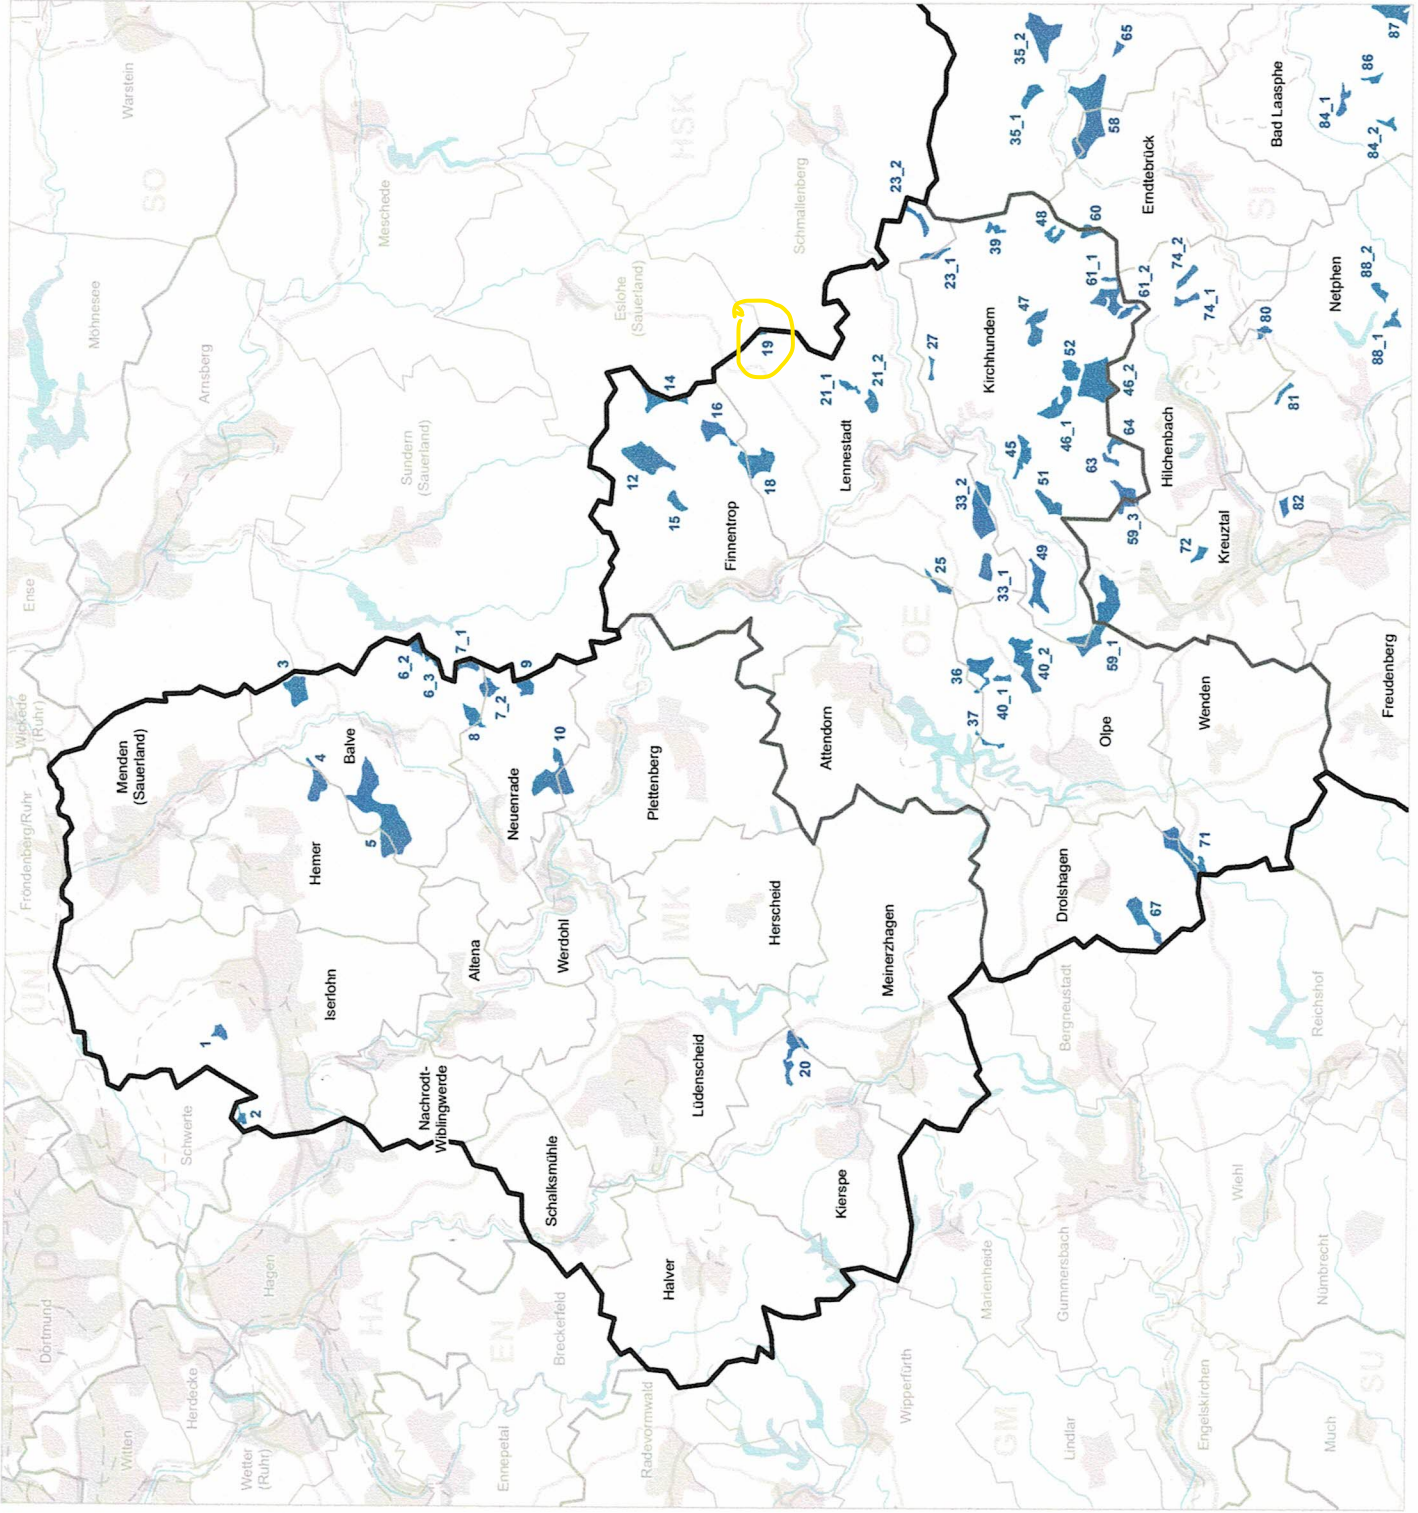 Witten
Dortmund
DO
UN
Fröndenberg/Ruhr
Wickede
(Ruhr)
Ense
Möhnesee
Warstein
SO
Menden
(Sauerland)
Herdecke
Schwerte
1
Arnsberg
Wetter
(Ruhr)
Hagen
2
3
Hemer
4
Iserlohn
Balve
5
HA
Meschede
6_2
6_3
7_1
Sundern
(Sauerland)
Nachrodt-
Wiblingwerde
Altena
8
7_2
9
EN
Ennepetal
Neuenrade
Breckerfeld
Schalksmühle
Werdohl
10
Eslohe
(Sauerland)
12
Radevormwald
Halver
Plettenberg
MK
15
14
HSK
Lüdenscheid
16
Finnentrop
Herscheid
18
19
20
Schmallenberg
Attendorn
21_1
Kierspe
Lennestadt
21_2
Meinerzhagen
23_2
Wipperfürth
OE
25
27
23_1
36
33_2
37
Marienheide
Kirchhundern
39
GM
40_1
33_1
45
35_1
35_2
47
40_2
49
51
48
Lindlar
Gummersbach
Bergneustadt
Drolshagen
46_1
52
63
61_1
60
Olpe
59_1
58
64
46_2
65
59_3
61_2
Erndtebrück
67
Hilchenbach
72
74_2
Engelskirchen
71
Wenden
74_1
Kreuztal
Wiehl
80
SI
Bad Laasphe
81
82
Much
Nümbrecht
Reichshof
Netphen
84_1
88_2
86
SU
88_1
84_2
Freudenberg
87